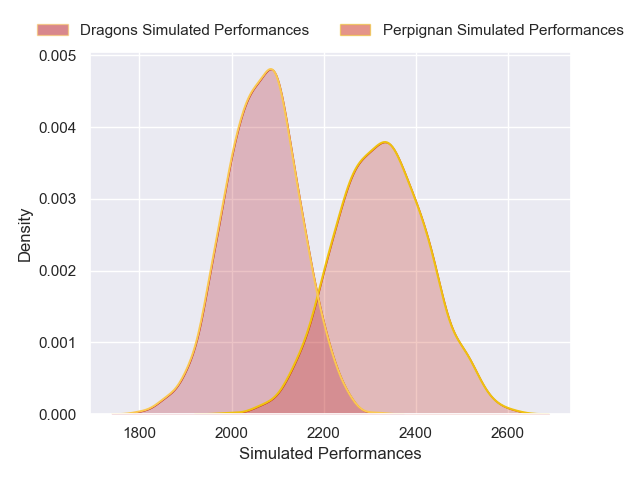 Dragons Simulated Performances Perpignan Simulated Performances
0.005
0.004
0.003
0.002
0.001
0.000
Density
1800 2000 2200 2400 2600
Simulated Performances